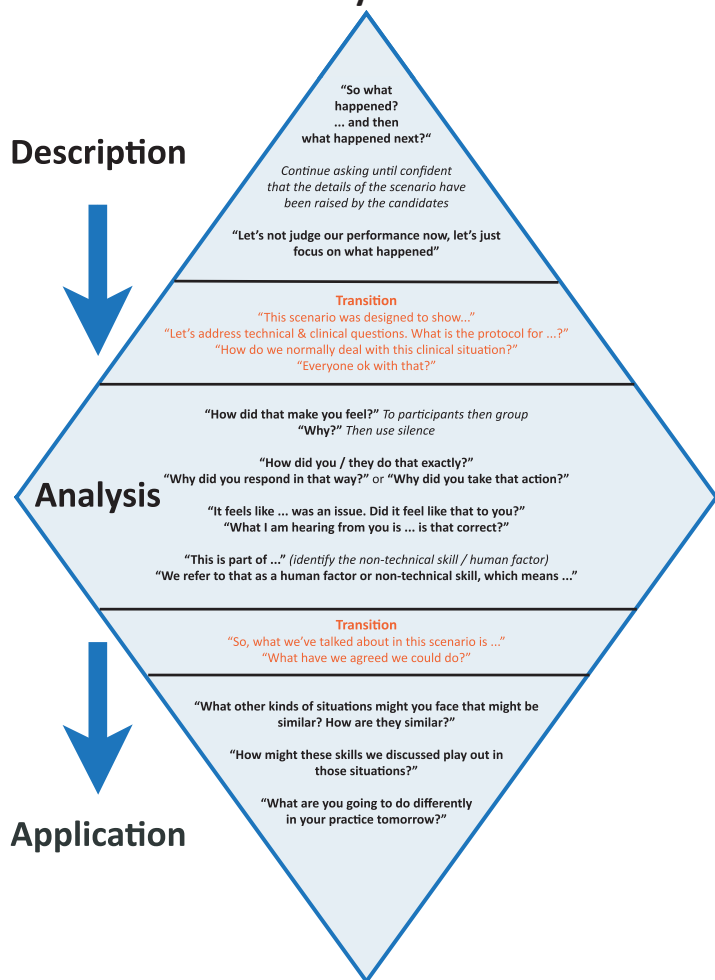 “So what
happened?
... and then
what happened next?“
Description
Continue asking until confident
that the details of the scenario have
been raised by the candidates
“Let’s not judge our performance now, let’s just
focus on what happened”
Transition
“This scenario was designed to show...”
“Let’s address technical & clinical questions. What is the protocol for ...?”
“How do we normally deal with this clinical situation?”
“Everyone ok with that?”
“How did that make you feel?” To participants then group
“Why?” Then use silence
“How did you / they do that exactly?”
“Why did you respond in that way?” or “Why did you take that action?”
Analysis
“It feels like ... was an issue. Did it feel like that to you?”
“What I am hearing from you is ... is that correct?”
“This is part of ...” (identify the non-technical skill / human factor)
“We refer to that as a human factor or non-technical skill, which means ...”
Transition
“So, what we’ve talked about in this scenario is ...”
“What have we agreed we could do?”
“What other kinds of situations might you face that might be
similar? How are they similar?”
“How might these skills we discussed play out in
those situations?”
“What are you going to do differently
in your practice tomorrow?”
Application